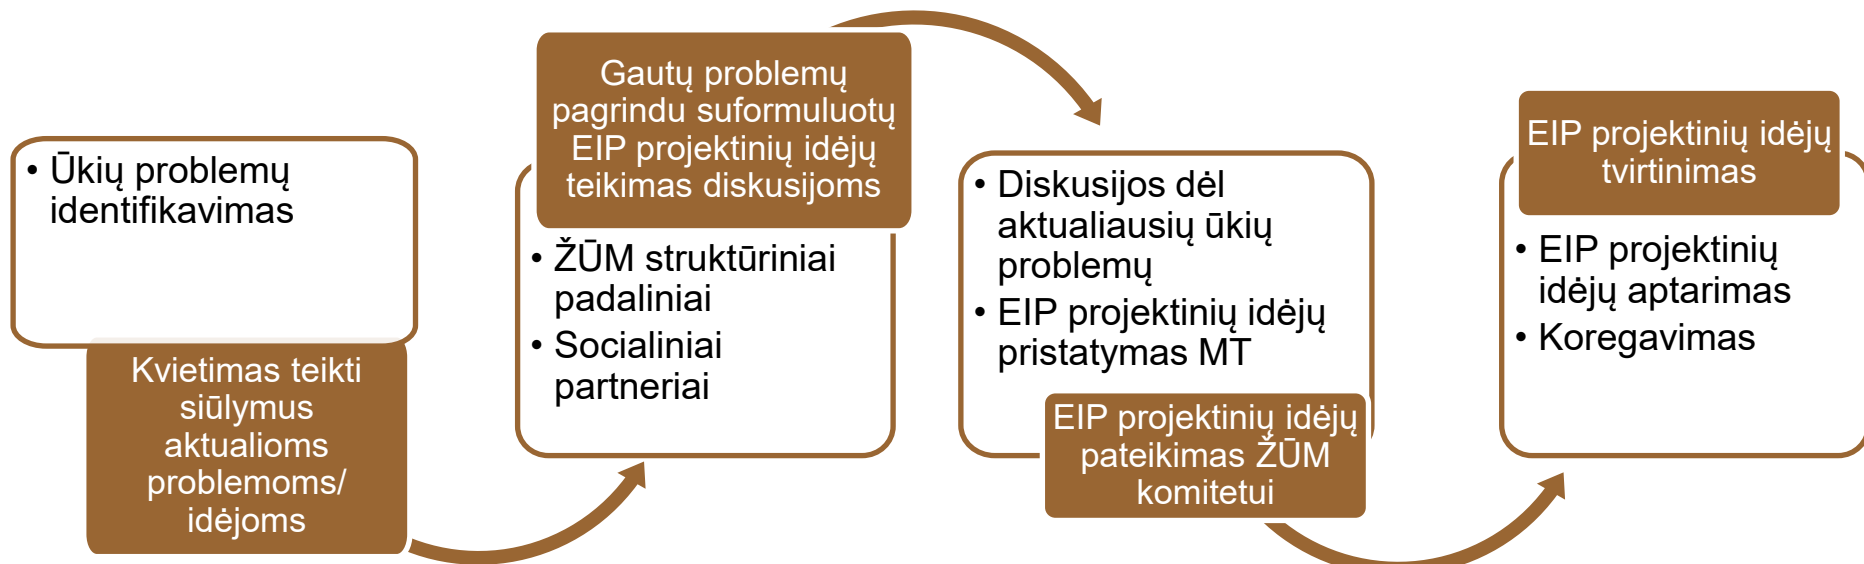 • Ūkių problemų
identifikavimas
Kvietimas teikti
siūlymus
aktualioms
problemoms/
idėjoms
Gautų problemų
pagrindu suformuluotų
EIP projektinių idėjų
teikimas diskusijoms
• ŽŪM struktūriniai
padaliniai
• Socialiniai
partneriai
• Diskusijos dėl
aktualiausių ūkių
problemų
• EIP projektinių idėjų
pristatymas MT
EIP projektinių idėjų
pateikimas ŽŪM
komitetui
EIP projektinių idėjų
tvirtinimas
• EIP projektinių
idėjų aptarimas
• Koregavimas